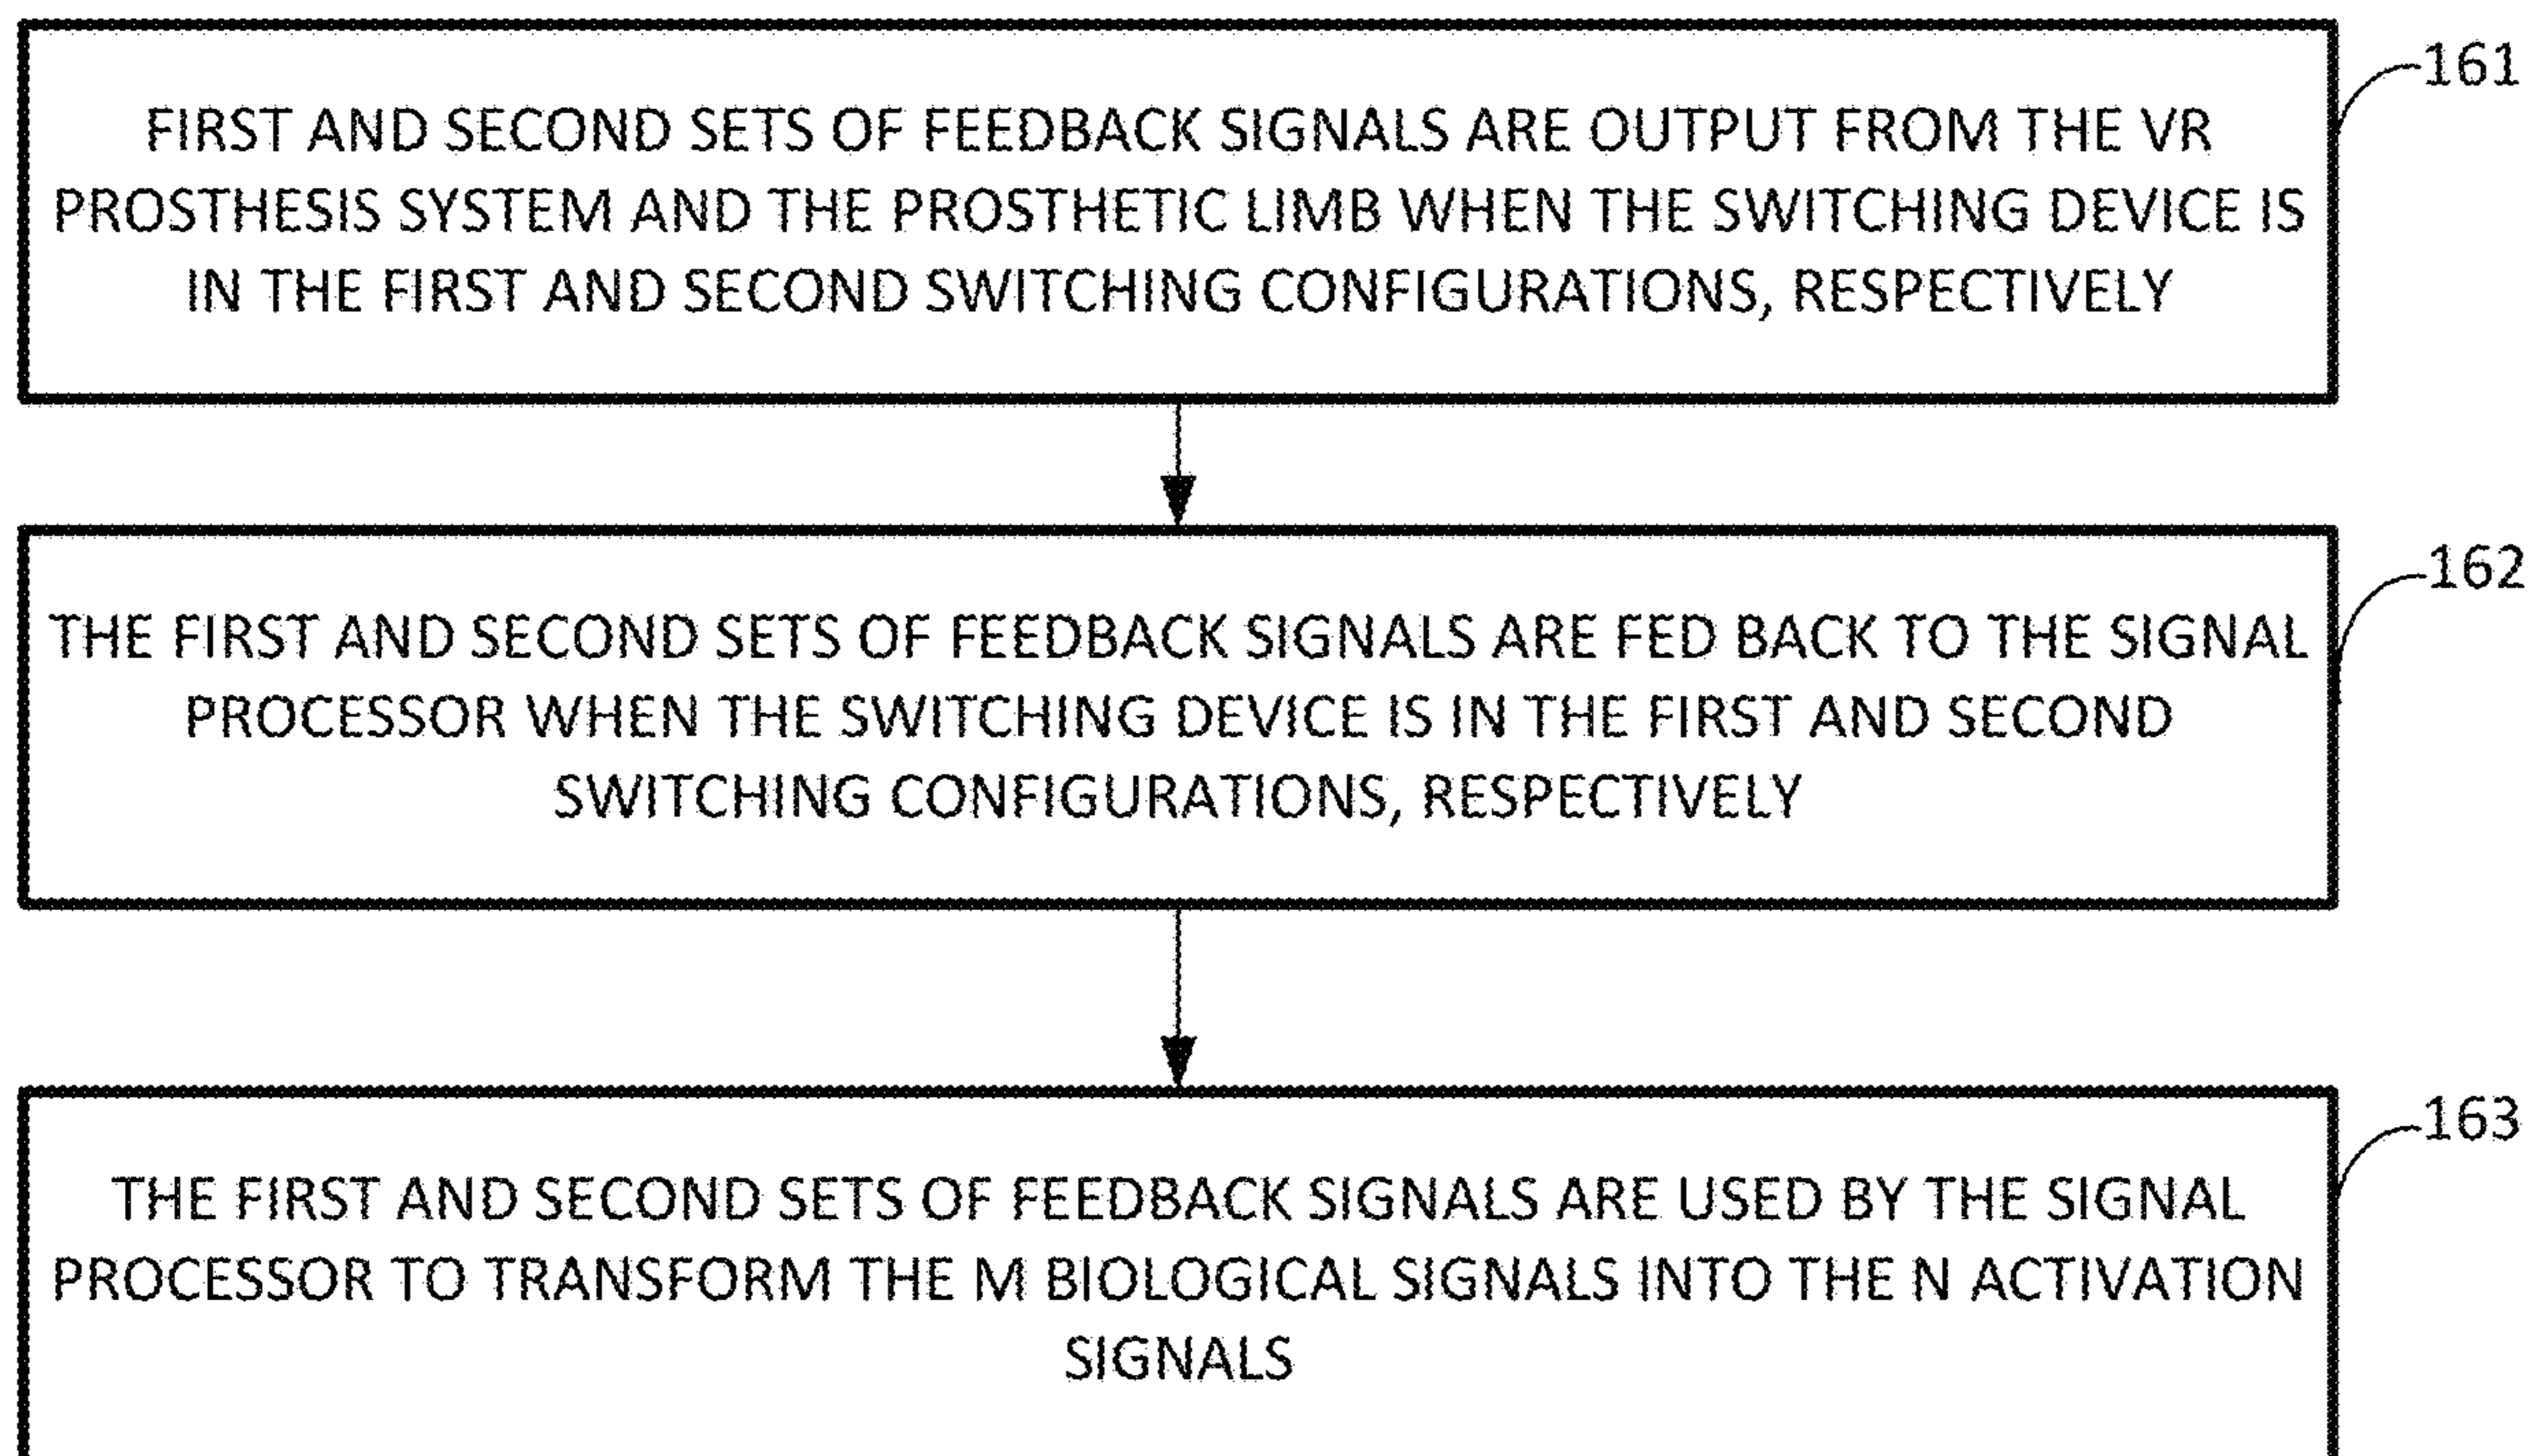 161
FIRST AND SECOND SETS OF FEEDBACK SIGNALS ARE OUTPUT FROM THE VR
PROSTHESIS SYSTEM AND THE PROSTHETIC LIMB WHEN THE SWITCHING DEVICE IS
IN THE FIRST AND SECOND SWITCHING CONFIGURATIONS, RESPECTIVELY
162
THE FIRST AND SECOND SETS OF FEEDBACK SIGNALS ARE FED BACK TO THE SIGNAL
PROCESSOR WHEN THE SWITCHING DEVICE IS IN THE FIRST AND SECOND
SWITCHING CONFIGURATIONS, RESPECTIVELY
163
THE FIRST AND SECOND SETS OF FEEDBACK SIGNALS ARE USED BY THE SIGNAL
PROCESSOR TO TRANSFORM THE M BIOLOGICAL SIGNALS INTO THE N ACTIVATION
SIGNALS